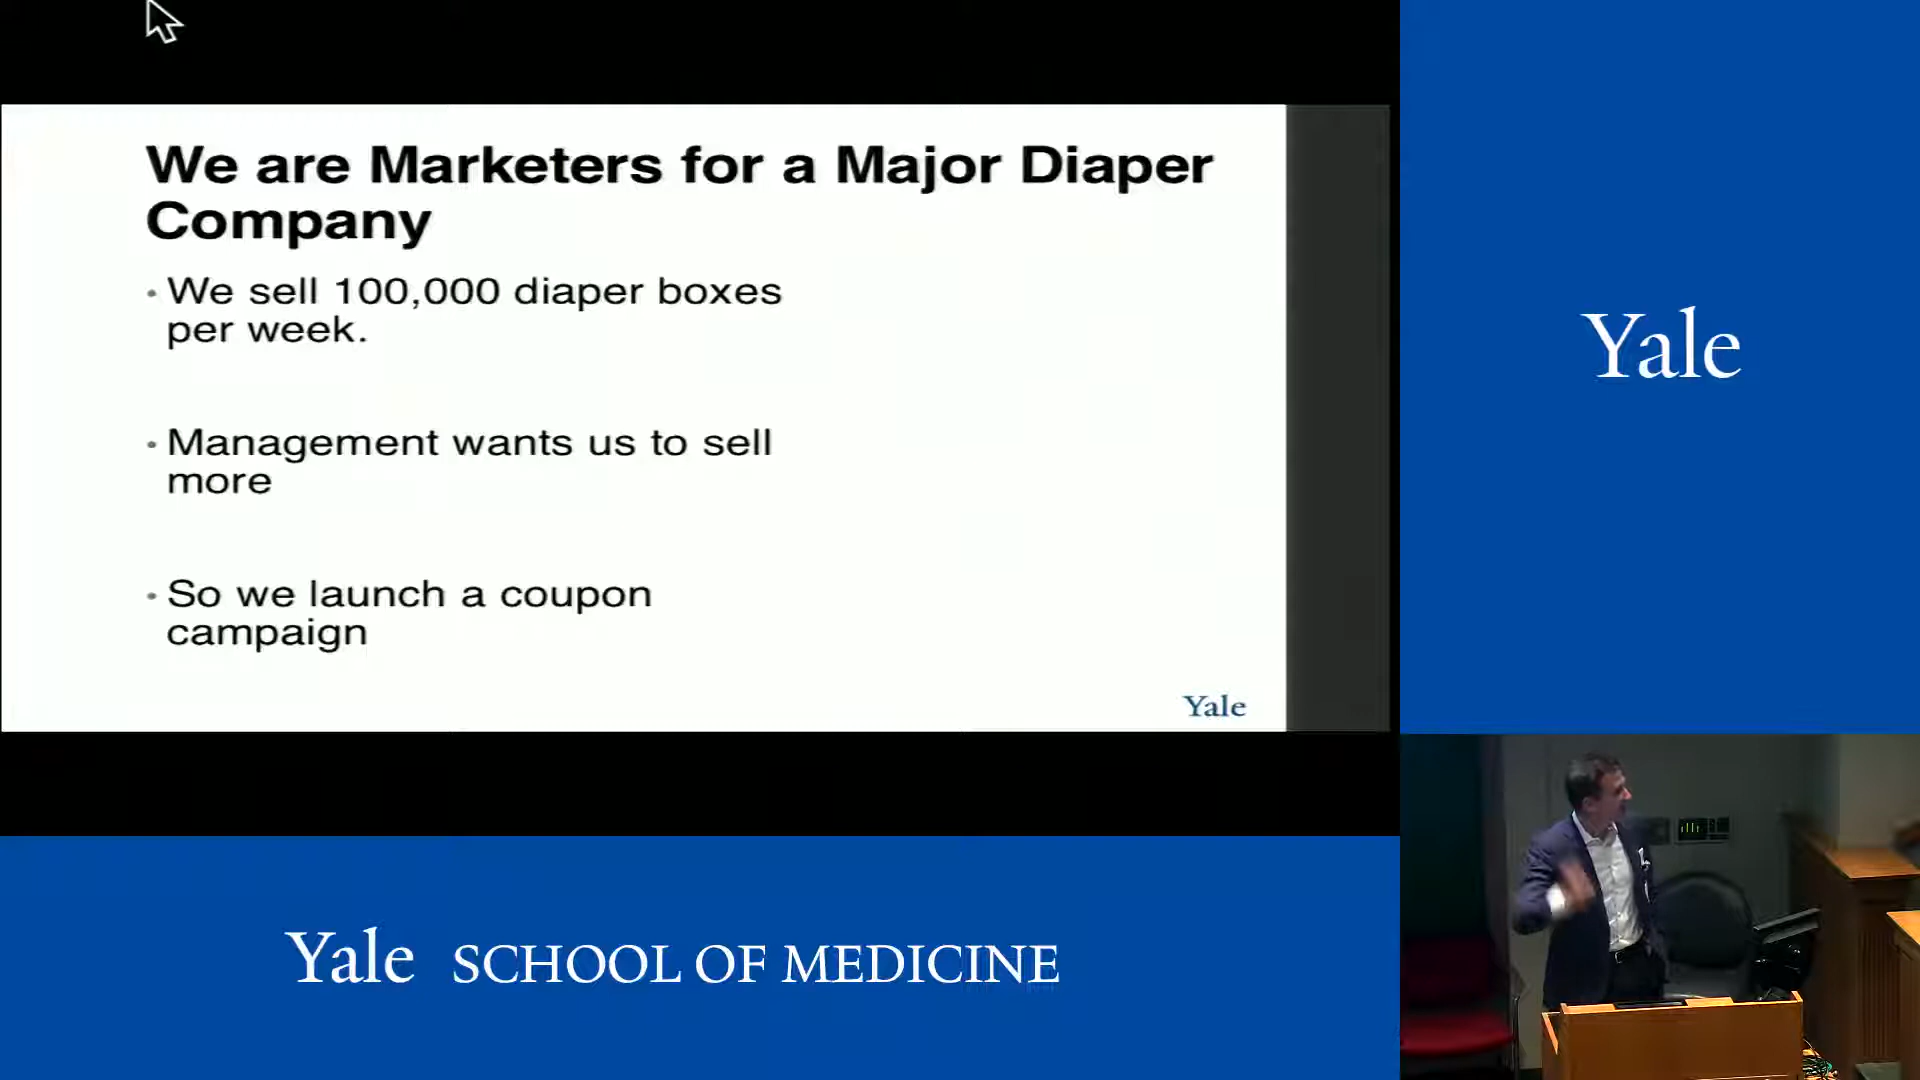 We are Marketers for a Major Diaper
Company
• We sell 100,000 diaper boxes
per week.
• Management wants us to sell
more
• So we launch a coupon
campaign
Yale
Yale
Yale SCHOOL OF MEDICINE